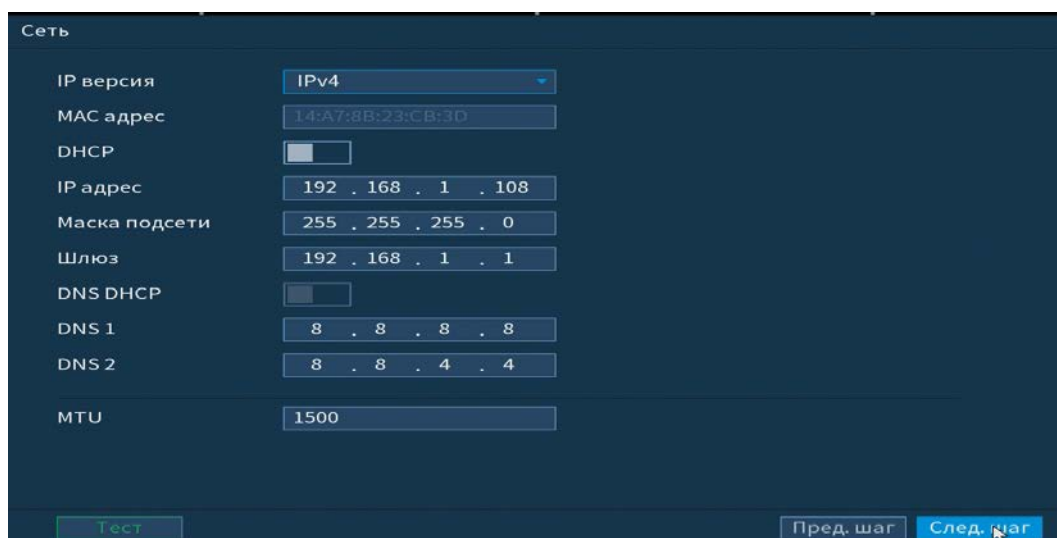 Сеть
IP версия IPv4
MAC адрес 14:A7:8B:23:CB:3D
DHCP
IP адрес 192 . 168 . 1 . 108
Маска подсети 255 . 255 . 255 . 0
Шлюз 192 . 168 . 1 . 1
DNS DHCP
DNS 1 8 . 8 . 8 . 8
DNS 2 8 . 8 . 4 . 4
MTU 1500
Тест Пред. шаг След. шаг